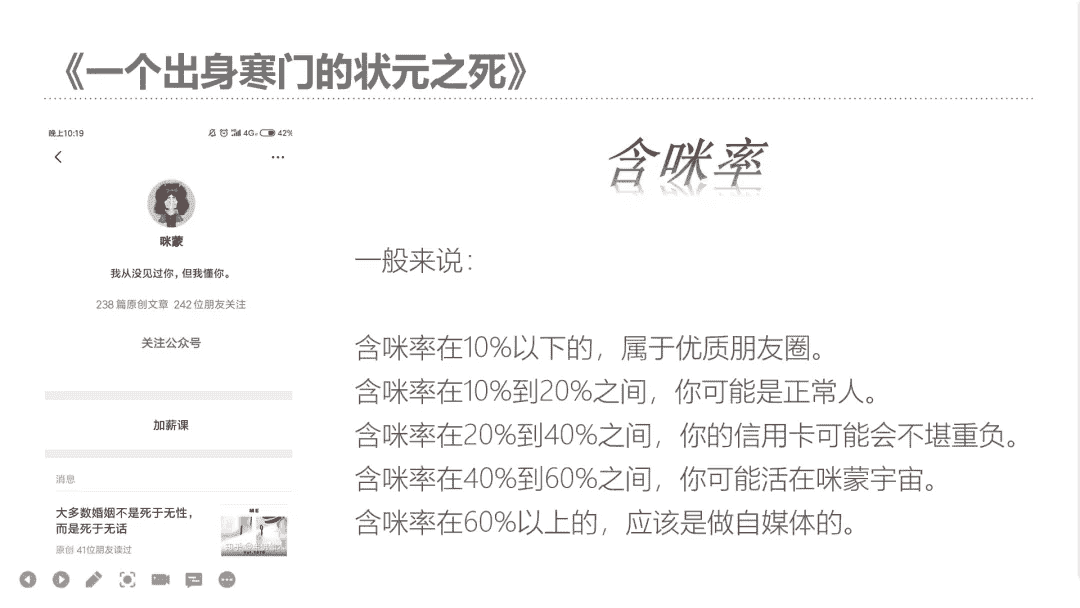 《一个出身寒门的状元之死》
晚上10:19
4G 42%
咪蒙
我从没见过你，但我懂你。
238篇原创文章 242位朋友关注
关注公众号
加薪课
消息
大多数婚姻不是死于无性，
而是死于无话
原创 41位朋友读过
含咪率
一般来说：
含咪率在10%以下的，属于优质朋友圈。
含咪率在10%到20%之间，你可能是正常人。
含咪率在20%到40%之间，你的信用卡可能会不堪重负。
含咪率在40%到60%之间，你可能活在咪蒙宇宙。
含咪率在60%以上的，应该是做自媒体的。